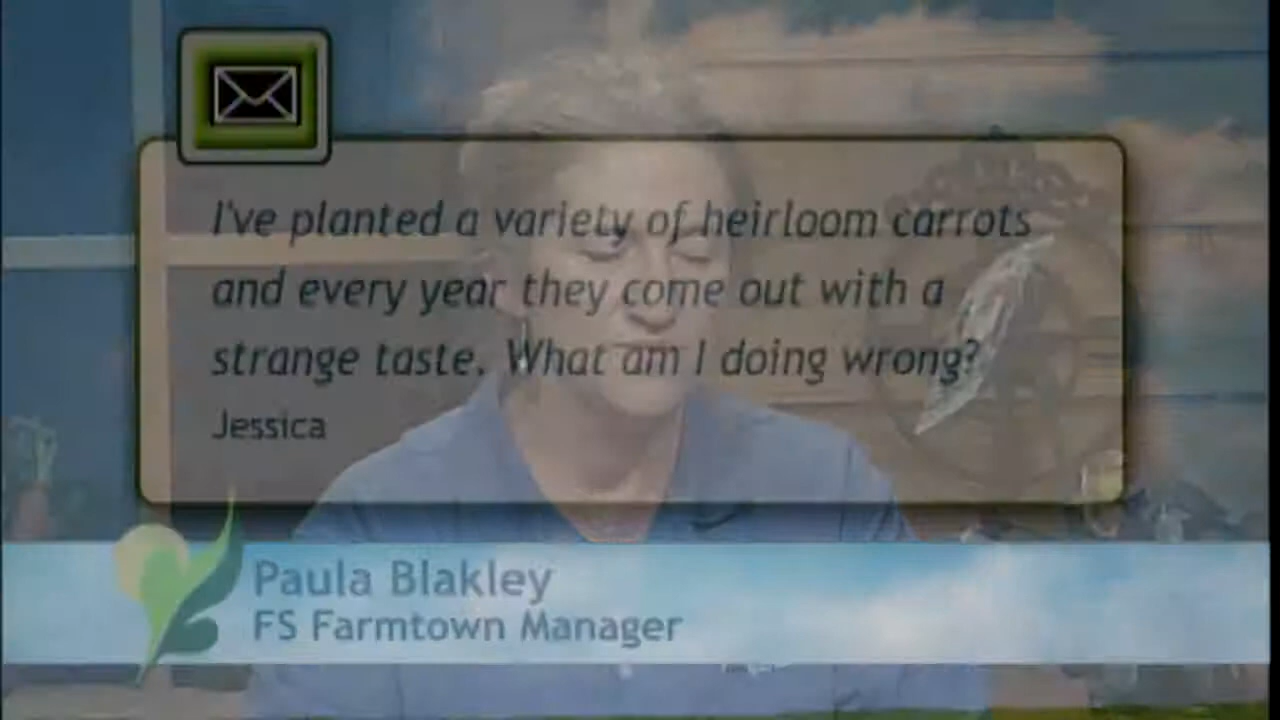 I've planted a variety of heirloom carrots
and every year they come out with a
strange taste. What am I doing wrong?
Jessica
Paula Blakley
FS Farmtown Manager